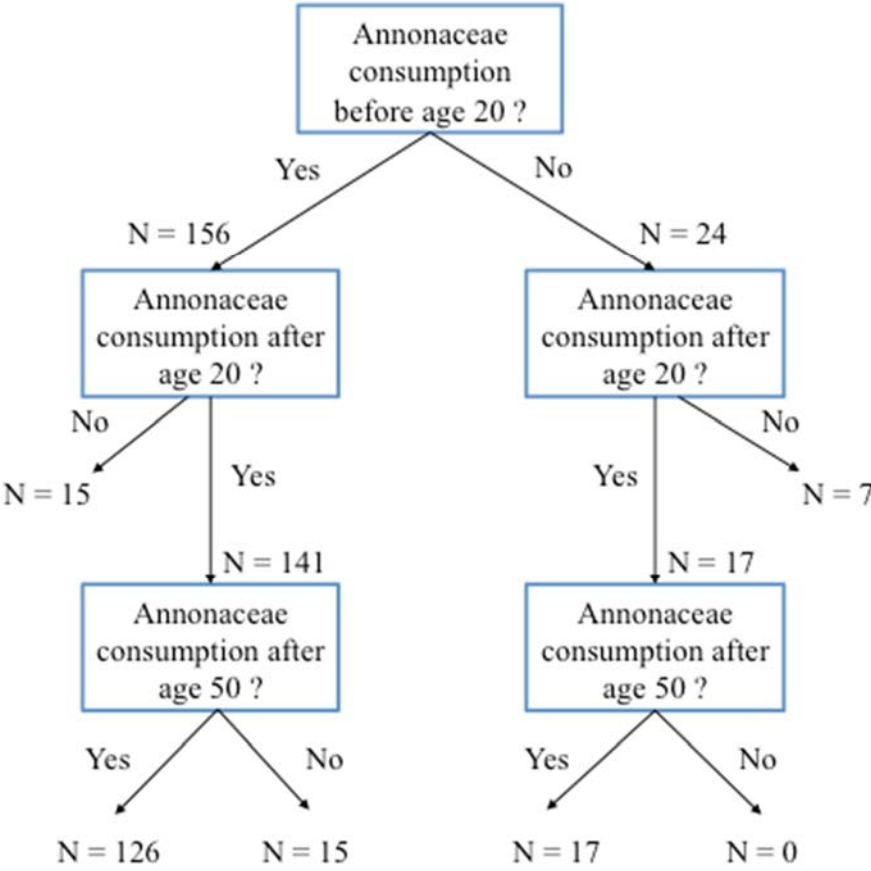 Annonaceae
consumption
before age 20 ?
Yes
No
N = 156
N = 24
Annonaceae
consumption after
age 20 ?
Annonaceae
consumption after
age 20 ?
No
Yes
N = 15
Yes
No
N = 7
N = 141
N = 17
Annonaceae
consumption after
age 50 ?
Annonaceae
consumption after
age 50 ?
Yes
No
Yes
No
N = 126
N = 15
N = 17
N = 0